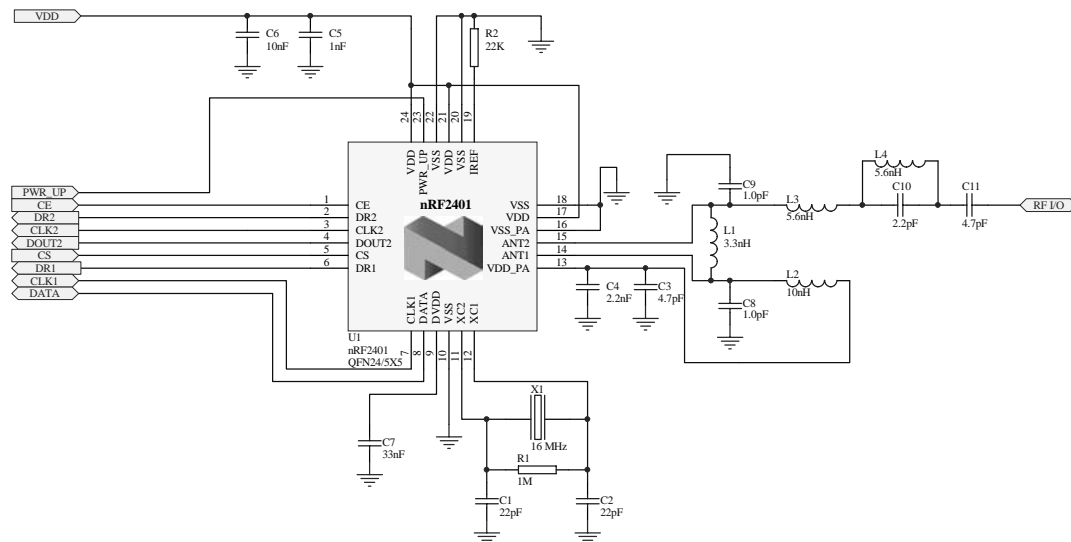 VDD
C6
10nF
C5
1nF
R2
22K
24
23
22
21
20
19
VDD
PWR_UP
VSS
VDD
VSS
IREF
nRF2401
PWR_UP
CE
DR2
CLK2
DOUT2
CS
DR1
CLK1
DATA
1
2
3
4
5
6
CE
DR2
CLK2
DOUT2
CS
DR1
VSS
VDD
VSS_PA
ANT2
ANT1
VDD_PA
18
17
16
15
14
13
CLK1
DATA
DVDD
VSS
XC2
XC1
7
8
9
10
11
12
U1
nRF2401
QFN24/5X5
C9
1.0pF
L4
5.6nH
C10
2.2pF
C11
4.7pF
RF I/O
L3
5.6nH
L1
3.3nH
L2
10nH
C4
2.2nF
C3
4.7pF
C8
1.0pF
C7
33nF
X1
16 MHz
R1
1M
C1
22pF
C2
22pF